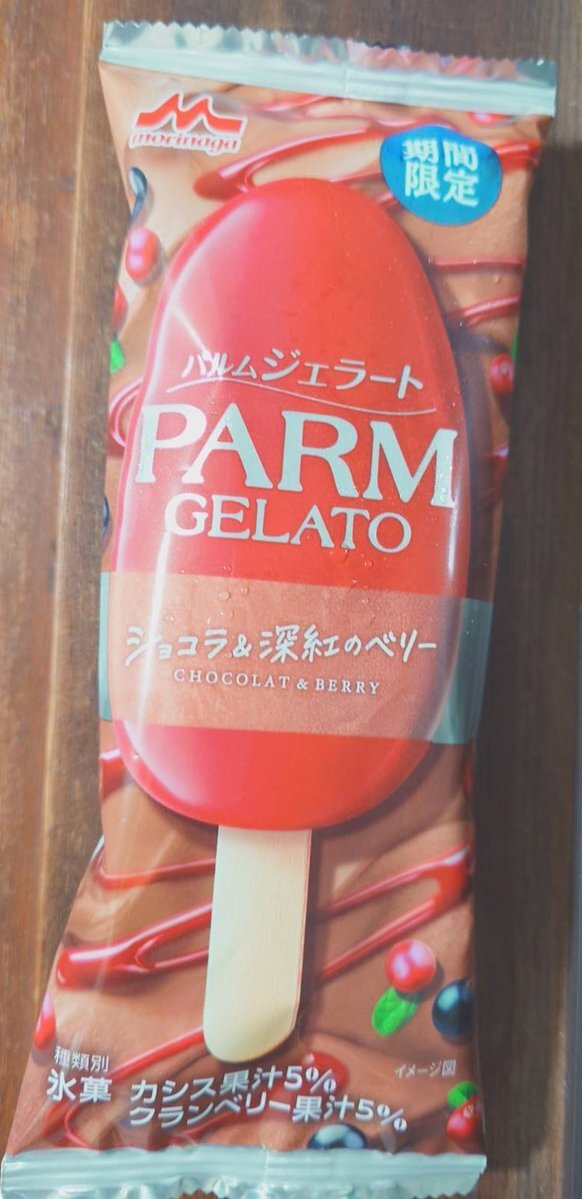 morinaga
期間
限定
パルムジェラート
PARM
GELATO
ショコラ&深紅のベリー
CHOCOLAT & BERRY
種類別
氷菓
カシス果汁5%
クランベリー果汁5%
イメージ図